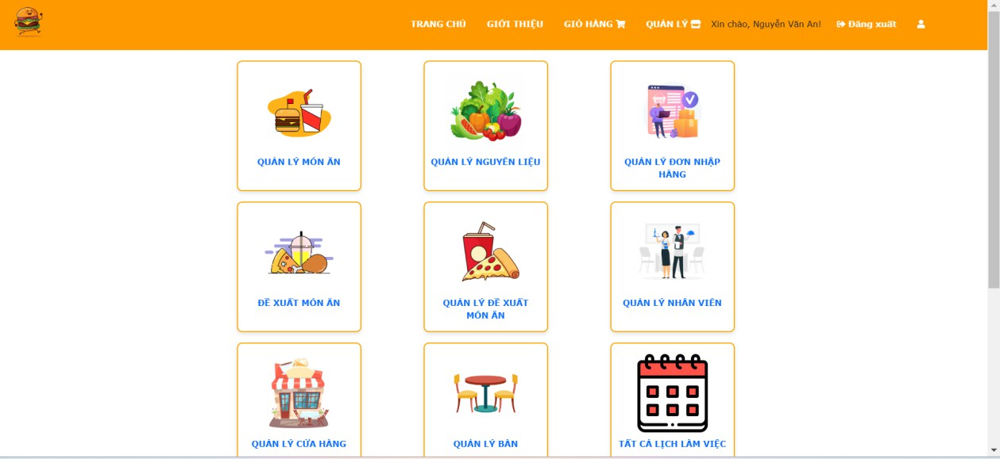 TRANG CHỦ GIỚI THIỆU GIỎ HÀNG QUẢN LÝ Xin chào, Nguyễn Văn An! Đăng xuất
QUẢN LÝ MÓN ĂN QUẢN LÝ NGUYÊN LIỆU QUẢN LÝ ĐƠN NHẬP
HÀNG
ĐỀ XUẤT MÓN ĂN QUẢN LÝ ĐỀ XUẤT
MÓN ĂN QUẢN LÝ NHÂN VIÊN
QUẢN LÝ CỬA HÀNG QUẢN LÝ BÀN TẤT CẢ LỊCH LÀM VIỆC